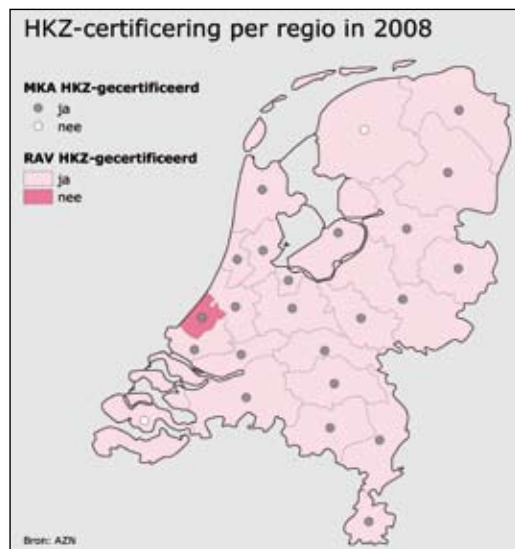 HKZ-certificering per regio in 2008
MKA HKZ-gecertificeerd
ja
nee
RAV HKZ-gecertificeerd
ja
nee
Bron: AZN